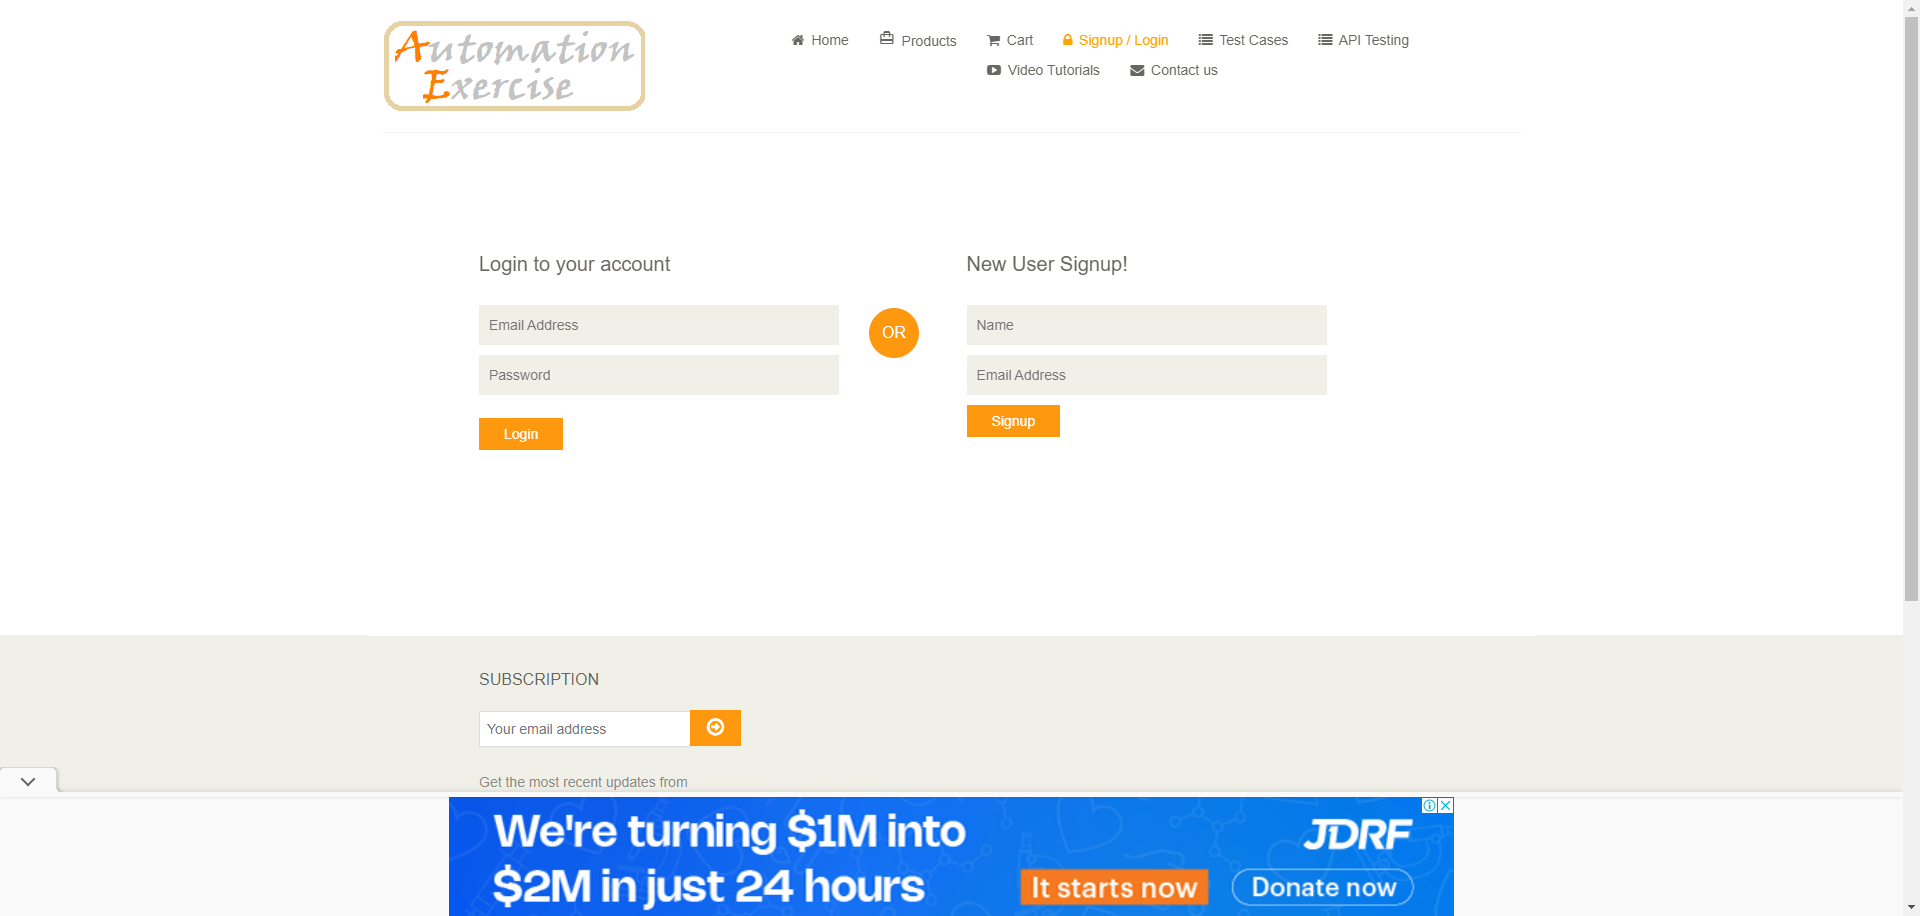 Automation
Exercise
Home
Products
Cart
Signup / Login
Test Cases
API Testing
Video Tutorials
Contact us
Login to your account
Email Address
Password
Login
OR
New User Signup!
Name
Email Address
Signup
SUBSCRIPTION
Your email address
Get the most recent updates from
We're turning $1M into
$2M in just 24 hours
JDRF
It starts now
Donate now